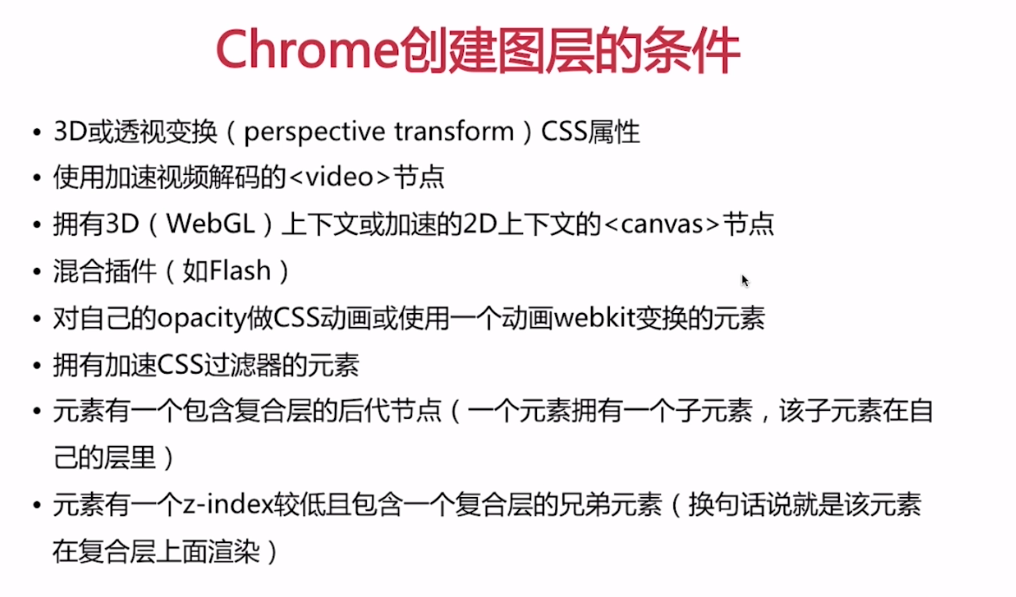 Chrome创建图层的条件
• 3D或透视变换（perspective transform）CSS属性
• 使用加速视频解码的<video>节点
• 拥有3D（WebGL）上下文或加速的2D上下文的<canvas>节点
• 混合插件（如Flash）
• 对自己的opacity做CSS动画或使用一个动画webkit变换的元素
• 拥有加速CSS过滤器的元素
• 元素有一个包含复合层的后代节点（一个元素拥有一个子元素，该子元素在自
己的层里）
• 元素有一个z-index较低且包含一个复合层的兄弟元素（换句话说就是该元素
在复合层上面渲染）